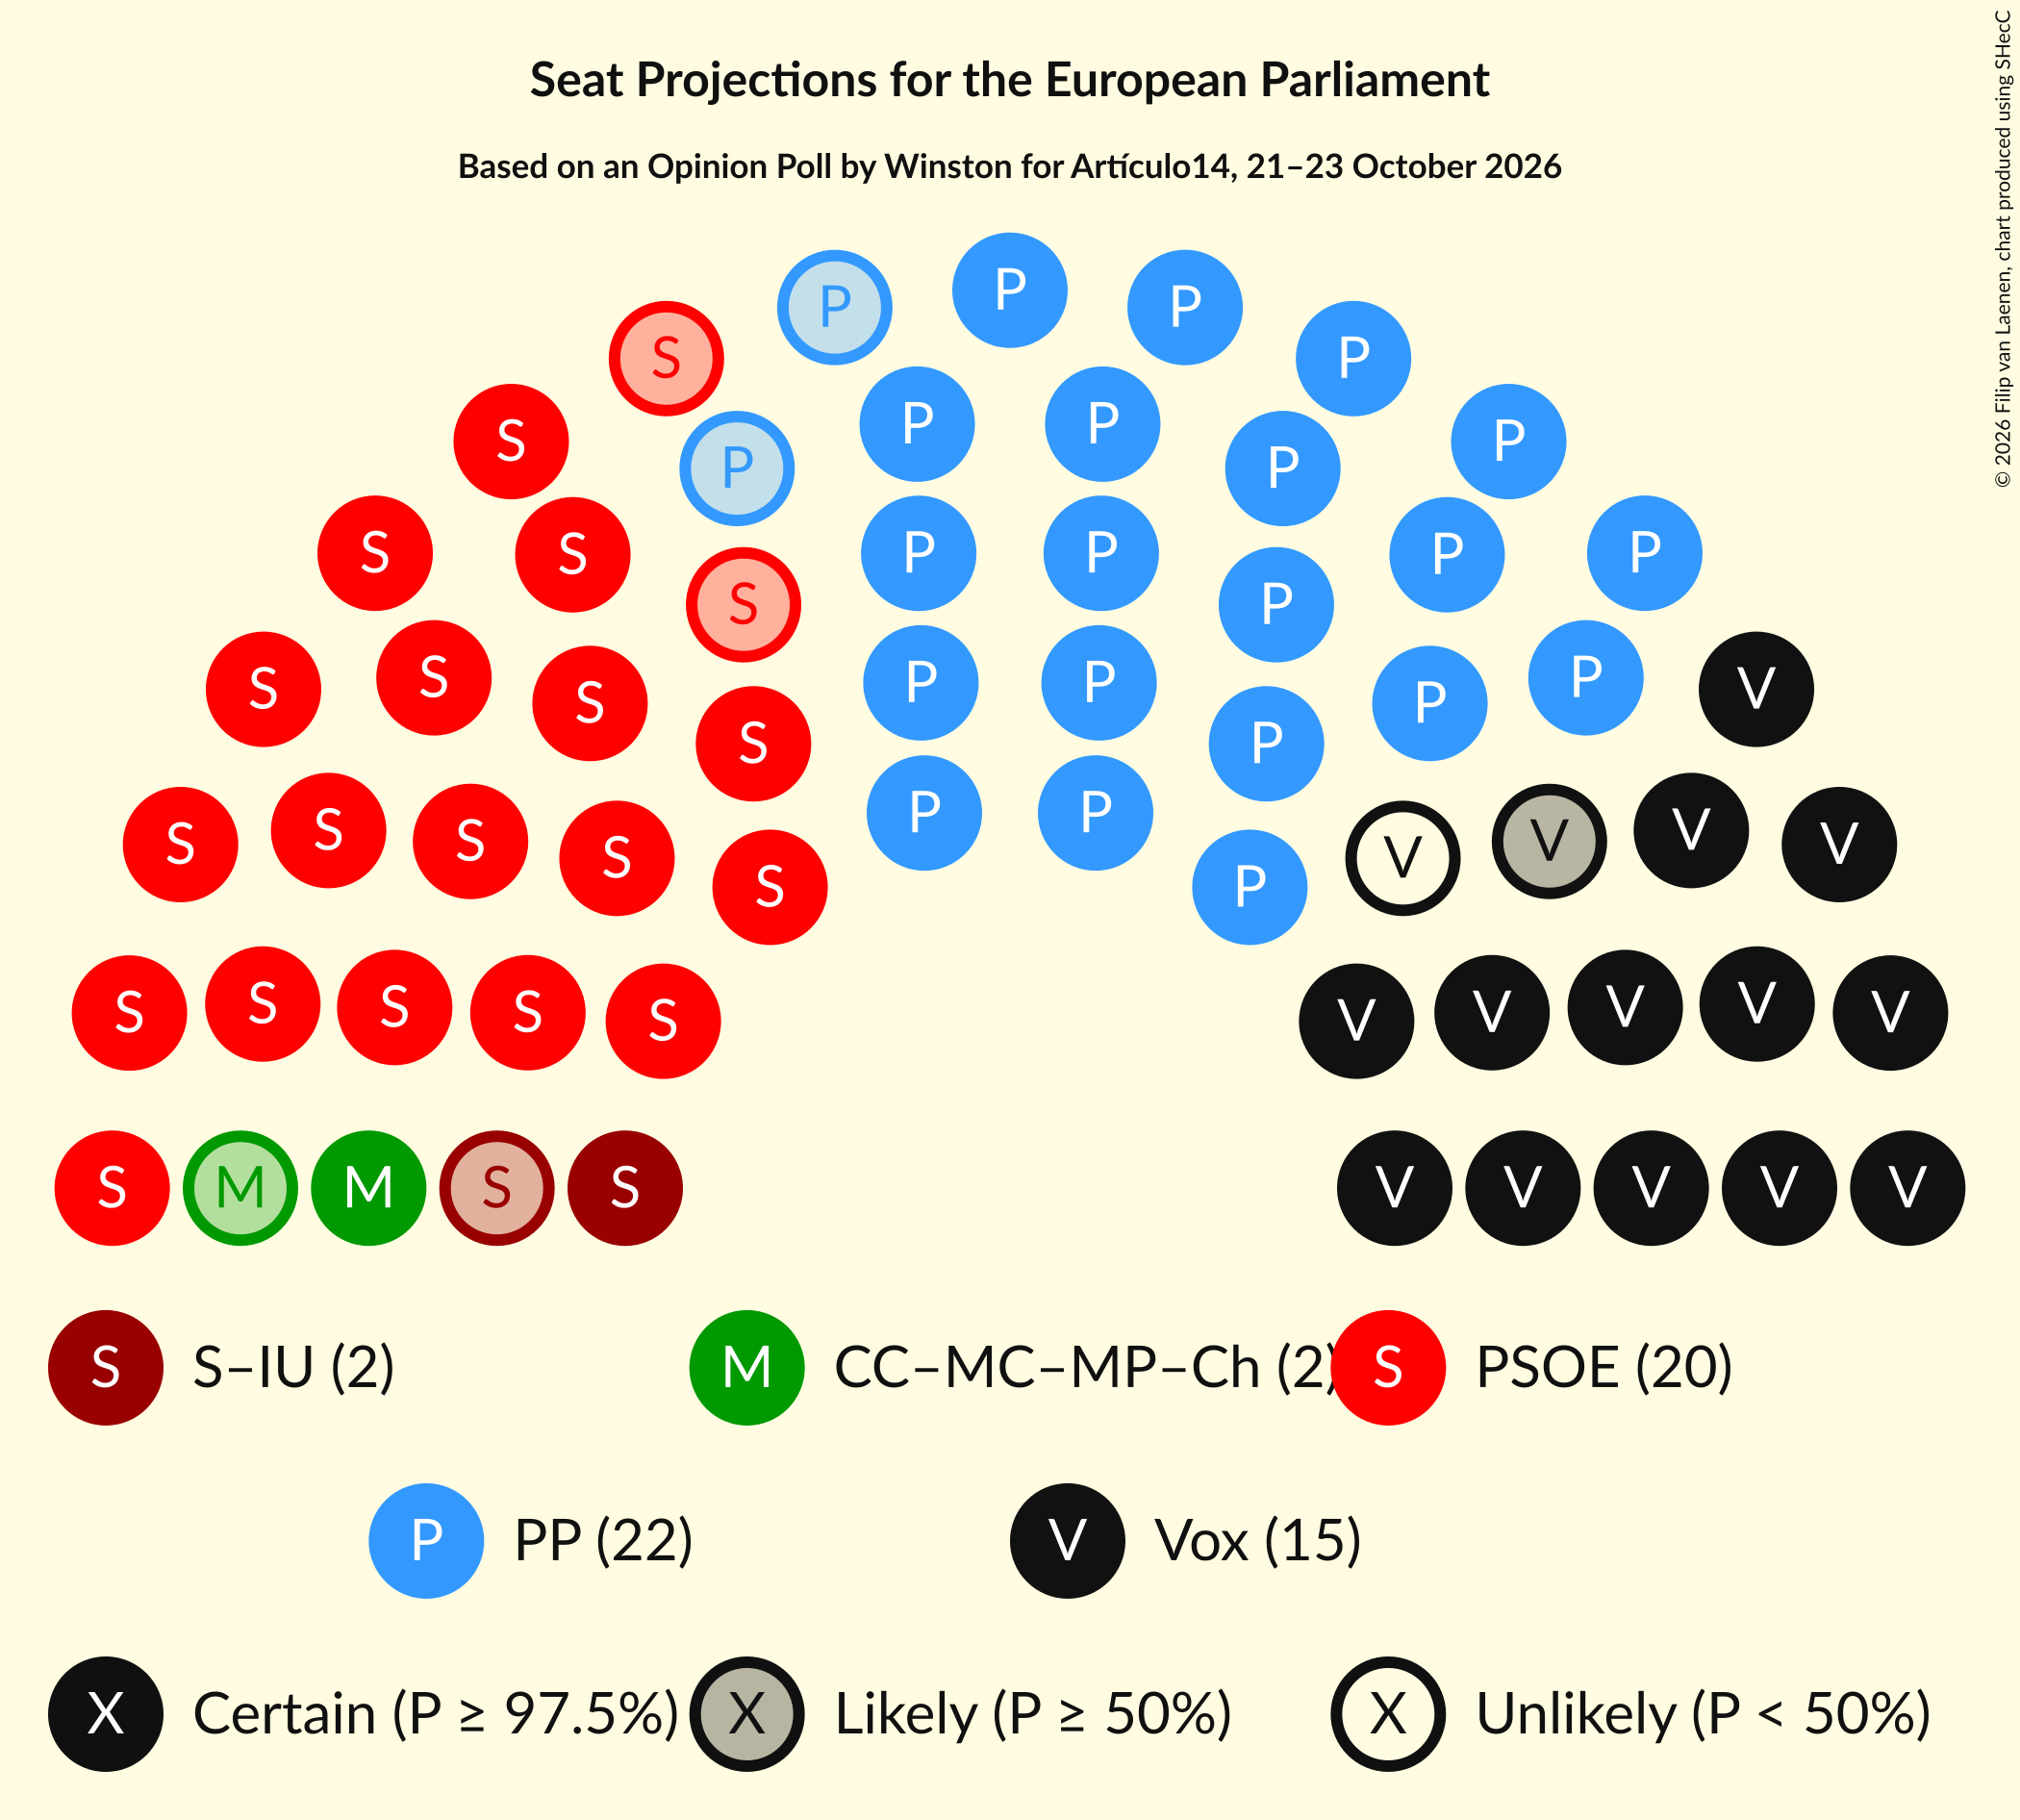 Seat Projections for the European Parliament
Based on an Opinion Poll by Winston for Artículo14, 21–23 October 2026
© 2026 Filip van Laenen, chart produced using SHecC
P
P P
S P
S P P P
P P P
S S S P P P
S P P
S S P P P V
S S P P
S P
P P
S S S S V V V V
S P
S S S S S V V V V V
S M M S S V V V V V
S S–IU (2) M CC–MC–MP–Ch (2) S PSOE (20)
P PP (22) V Vox (15)
X Certain (P ≥ 97.5%) X Likely (P ≥ 50%) X Unlikely (P < 50%)